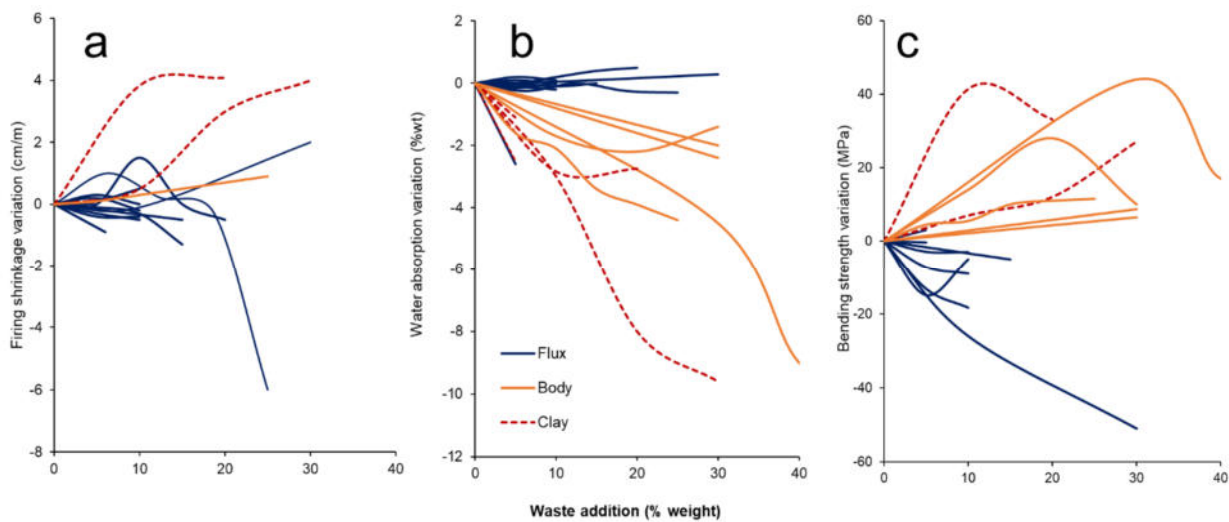 a
Firing shrinkage variation (cm/m)
6
4
2
0
-2
-4
-6
-8
0 10 20 30 40
b
Water absorption variation (%wt)
2
0
-2
-4
-6
-8
-10
-12
Flux
Body
Clay
0 10 20 30 40
c
Bending strength variation (MPa)
60
40
20
0
-20
-40
-60
0 10 20 30 40
Waste addition (% weight)